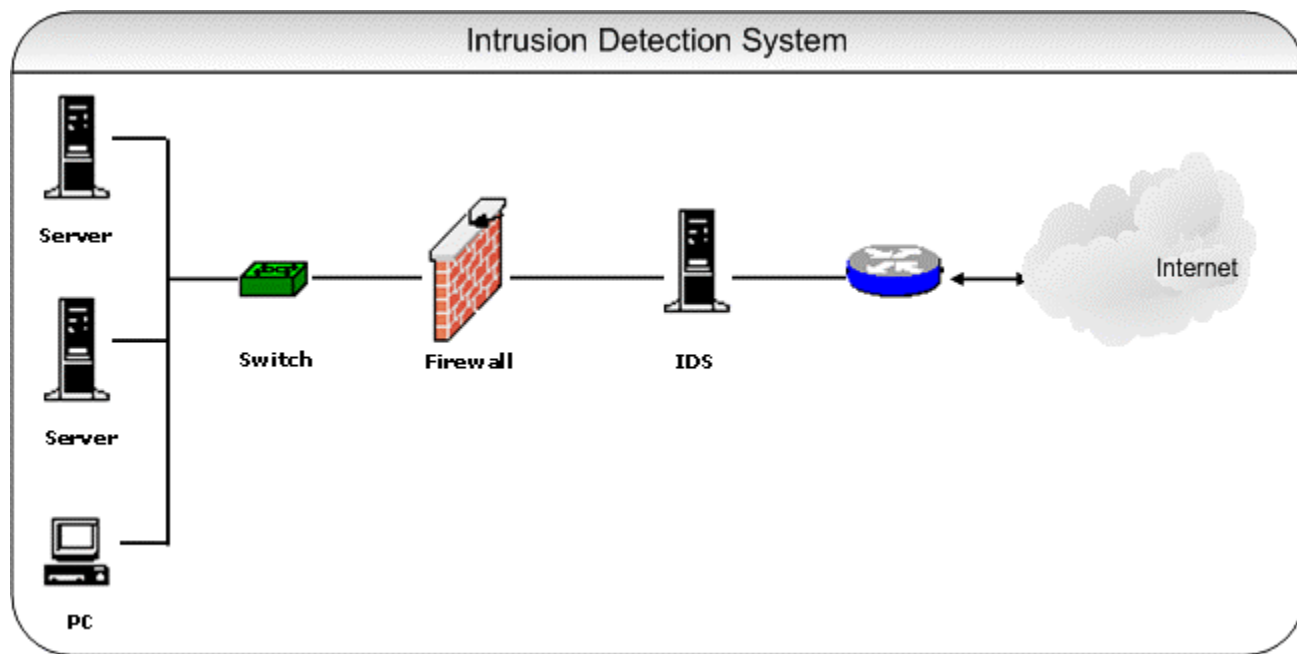 Intrusion Detection System
Server
Server
PC
Switch
Firewall
IDS
Internet